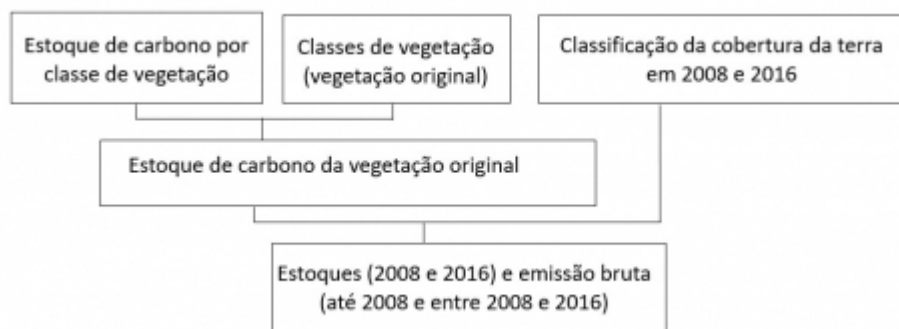 Estoque de carbono por
classe de vegetação
Classes de vegetação
(vegetação original)
Classificação da cobertura da terra
em 2008 e 2016
Estoque de carbono da vegetação original
Estoques (2008 e 2016) e emissão bruta
(até 2008 e entre 2008 e 2016)